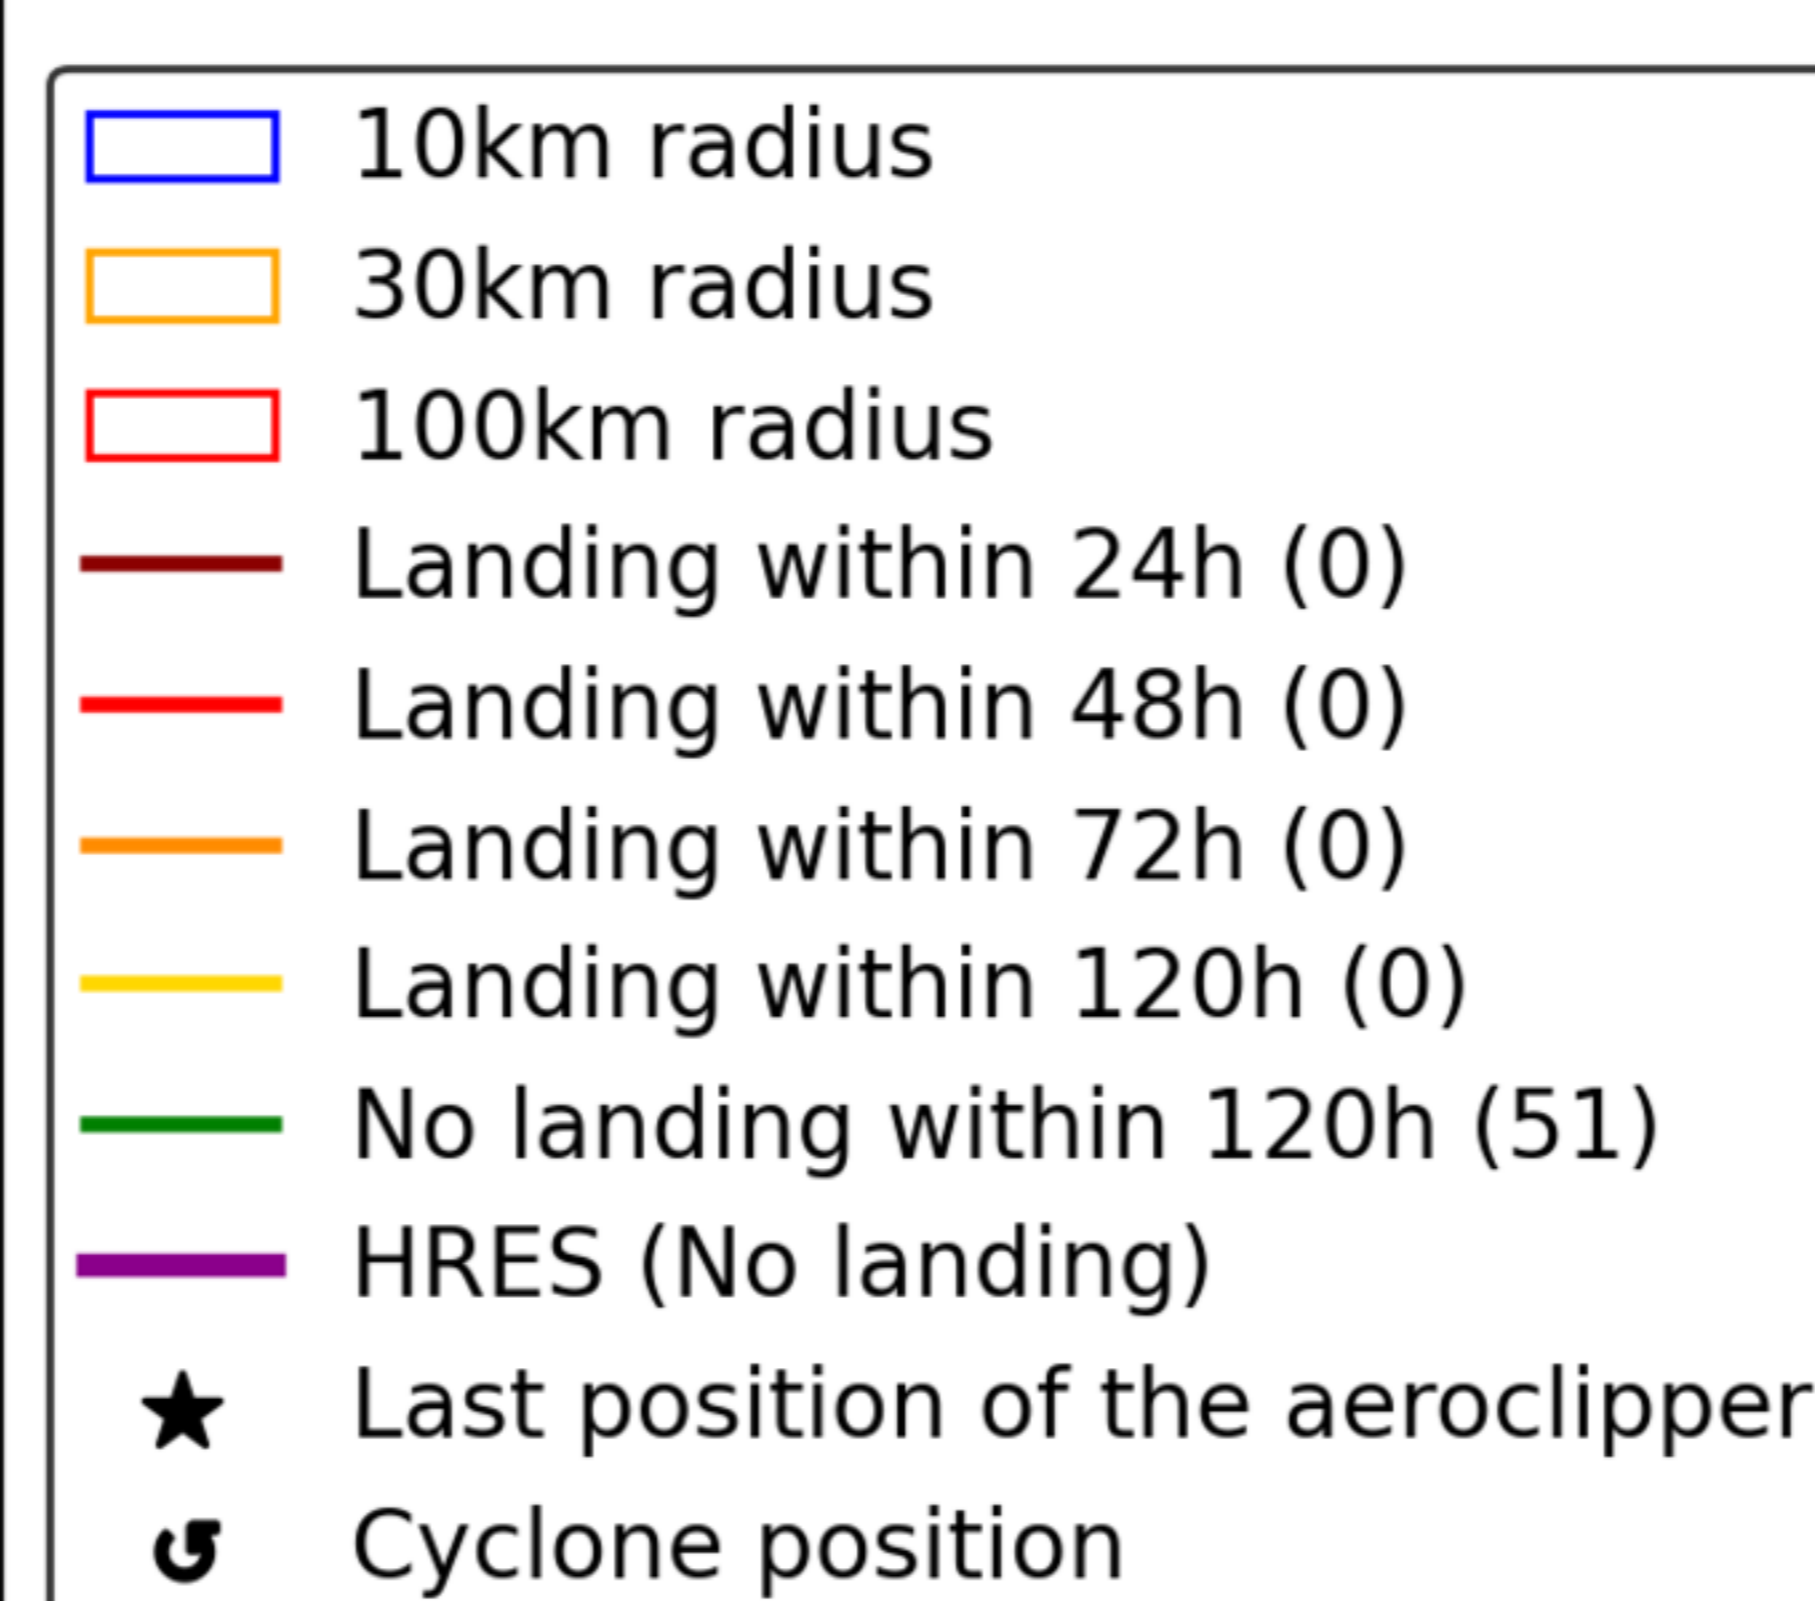 10km radius
30km radius
100km radius
Landing within 24h (0)
Landing within 48h (0)
Landing within 72h (0)
Landing within 120h (0)
No landing within 120h (51)
HRES (No landing)
Last position of the aeroclipper
Cyclone position